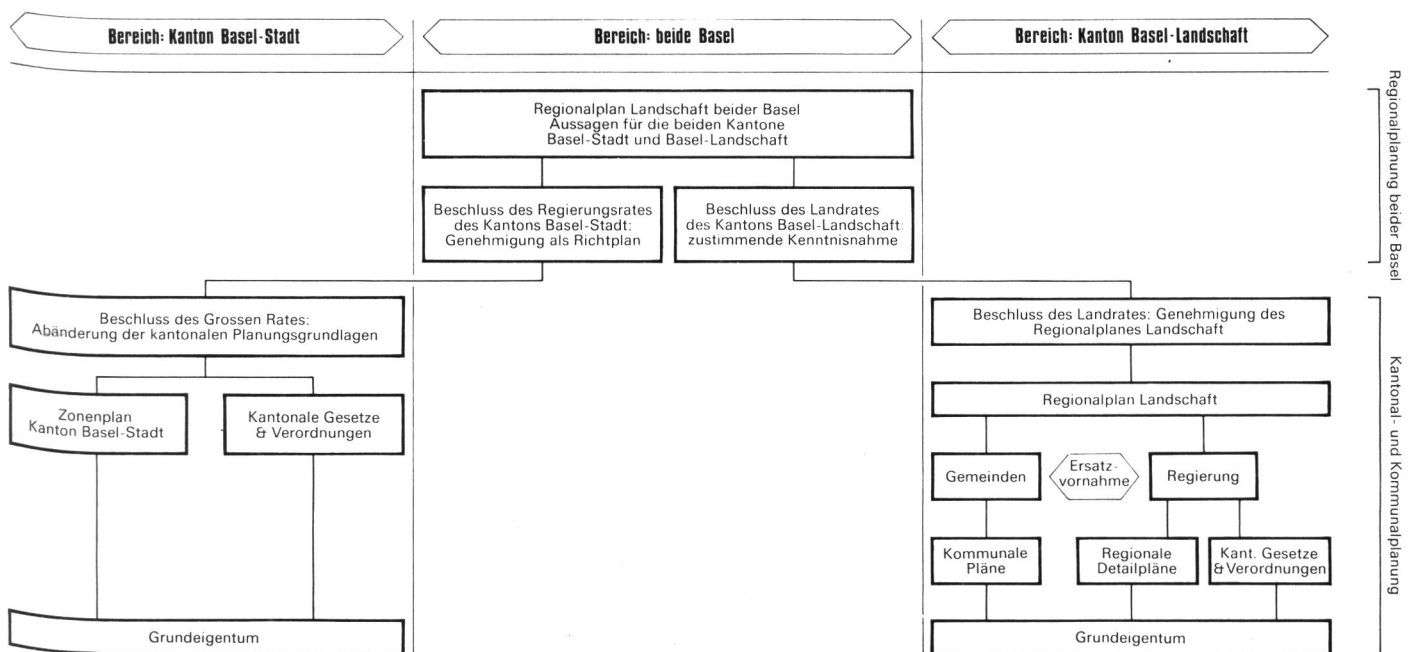 Bereich: Kanton Basel-Stadt
Bereich: beide Basel
Bereich: Kanton Basel-Landschaft
Regionalplan Landschaft beider Basel
Aussagen für die beiden Kantone
Basel-Stadt und Basel-Landschaft
Beschluss des Regierungsrates
des Kantons Basel-Stadt:
Genehmigung als Richtplan
Beschluss des Landrates
des Kantons Basel-Landschaft:
zustimmende Kenntnisnahme
Regionalplanung beider Basel
Beschluss des Grossen Rates:
Abänderung der kantonalen Planungsgrundlagen
Beschluss des Landrates: Genehmigung des
Regionalplanes Landschaft
Zonenplan
Kanton Basel-Stadt
Kantonale Gesetze
& Verordnungen
Regionalplan Landschaft
Gemeinden
Ersatz-
vornahme
Regierung
Kommunale
Pläne
Regionale
Detailpläne
Kant. Gesetze
& Verordnungen
Grundeigentum
Grundeigentum
Kantonal- und Kommunalplanung